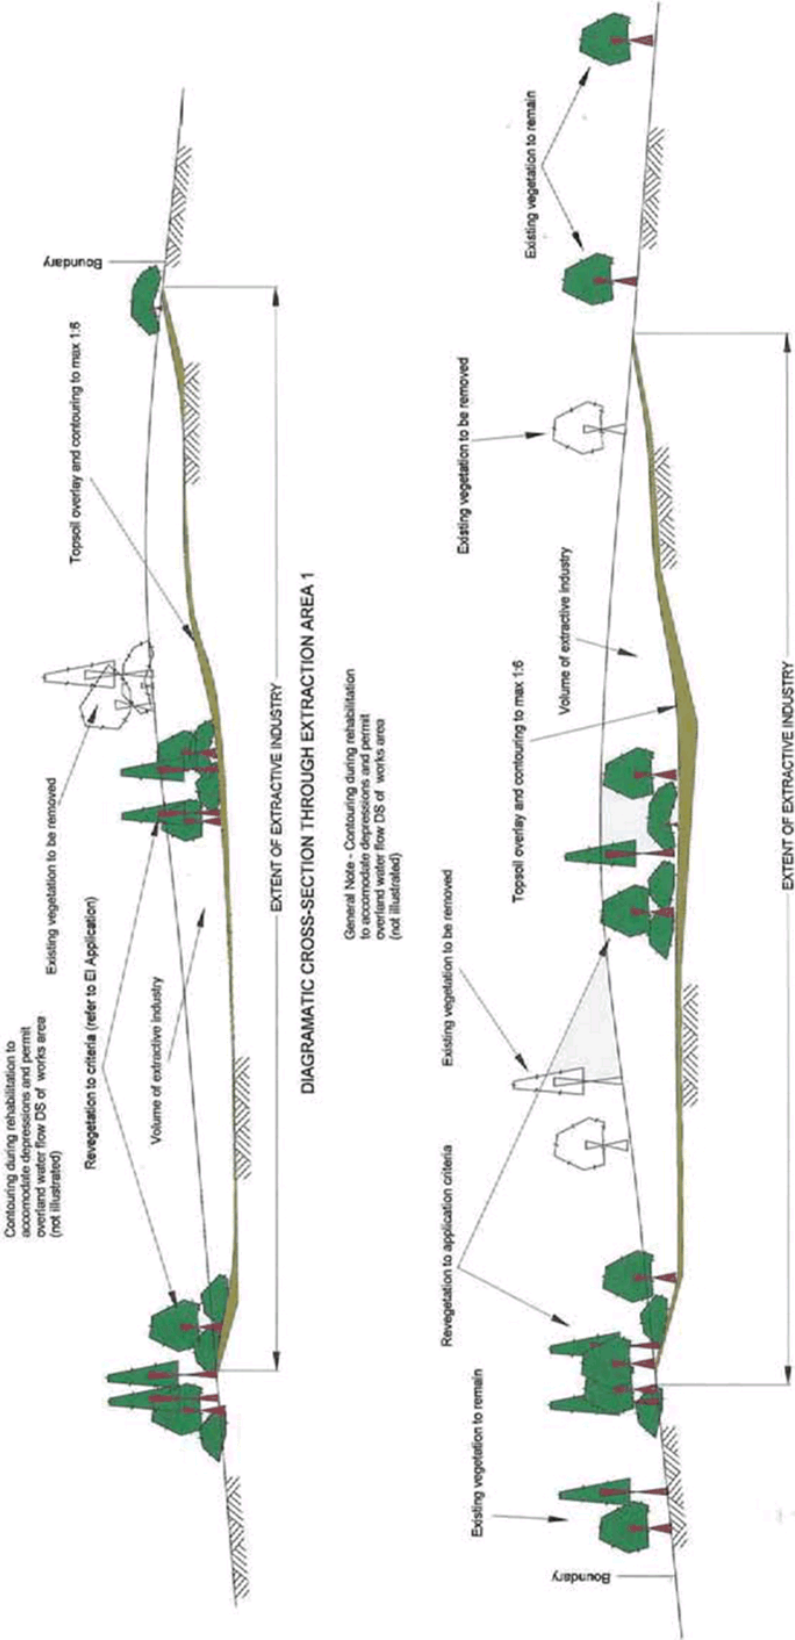 Contouring during rehabilitation to
accomodate depressions and permit
overland water flow DS of works area
(not illustrated)
Existing vegetation to be removed
Revegetation to criteria (refer to EI Application)
Volume of extractive industry
Topsoil overlay and contouring to max 1:6
Boundary
EXTENT OF EXTRACTIVE INDUSTRY
DIAGRAMATIC CROSS-SECTION THROUGH EXTRACTION AREA 1
General Note - Contouring during rehabilitation
to accomodate depressions and permit
overland water flow DS of works area
(not illustrated)
Existing vegetation to remain
Revegetation to application criteria
Existing vegetation to be removed
Topsoil overlay and contouring to max 1:6
Volume of extractive industry
Existing vegetation to be removed
Existing vegetation to remain
Boundary
EXTENT OF EXTRACTIVE INDUSTRY